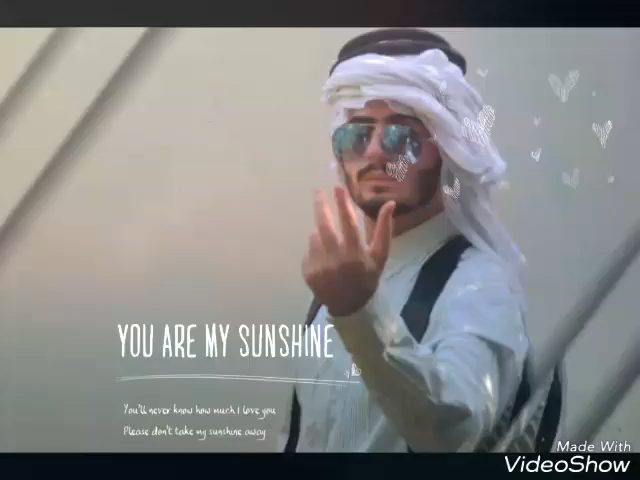 YOU ARE MY SUNSHINE
You'll never know how much I love you
Please don't take my sunshine away
Made With
VideoShow